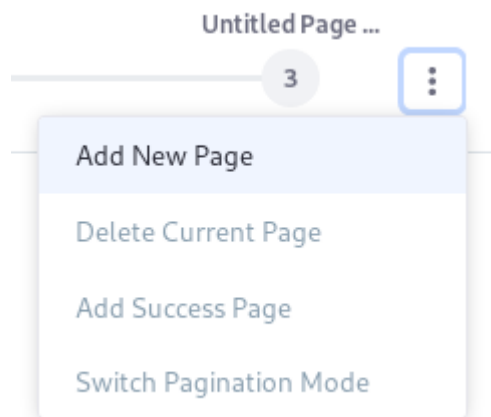 Untitled Page ...
3
Add New Page
Delete Current Page
Add Success Page
Switch Pagination Mode